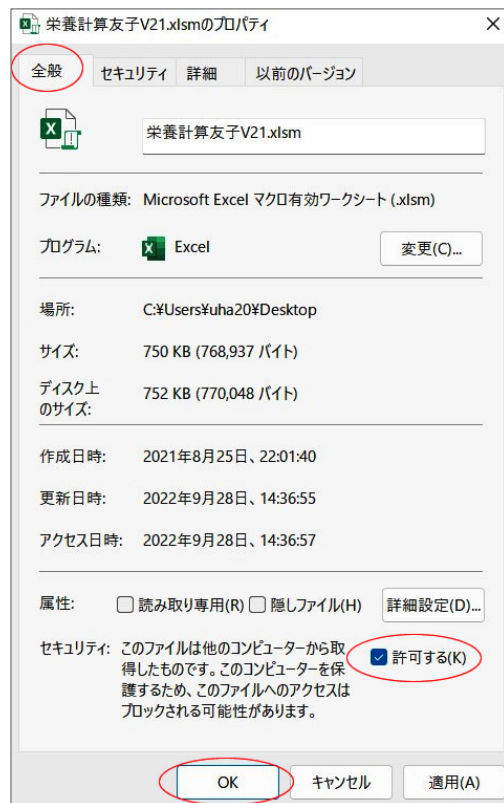 栄養計算友子V21.xlsmのプロパティ
全般 セキュリティ 詳細 以前のバージョン
栄養計算友子V21.xlsm
ファイルの種類: Microsoft Excel マクロ有効ワークシート (.xlsm)
プログラム: Excel 変更(C)...
場所: C:¥Users¥uha20¥Desktop
サイズ: 750 KB (768,937 バイト)
ディスク上
のサイズ: 752 KB (770,048 バイト)
作成日時: 2021年8月25日、22:01:40
更新日時: 2022年9月28日、14:36:55
アクセス日時: 2022年9月28日、14:36:57
属性: 読み取り専用(R) 隠しファイル(H) 詳細設定(D)...
セキュリティ: このファイルは他のコンピューターから取
得したものです。このコンピューターを保
護するため、このファイルへのアクセスは
ブロックされる可能性があります。
許可する(K)
OK キャンセル 適用(A)